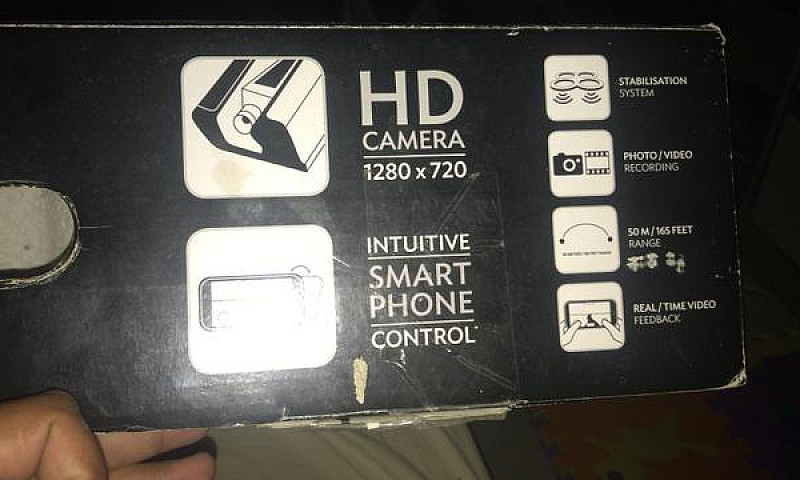 HD
CAMERA
1280 x 720
INTUITIVE
SMART
PHONE
CONTROL*
STABILISATION
SYSTEM
PHOTO / VIDEO
RECORDING
50 M / 165 FEET
RANGE
REAL / TIME VIDEO
FEEDBACK